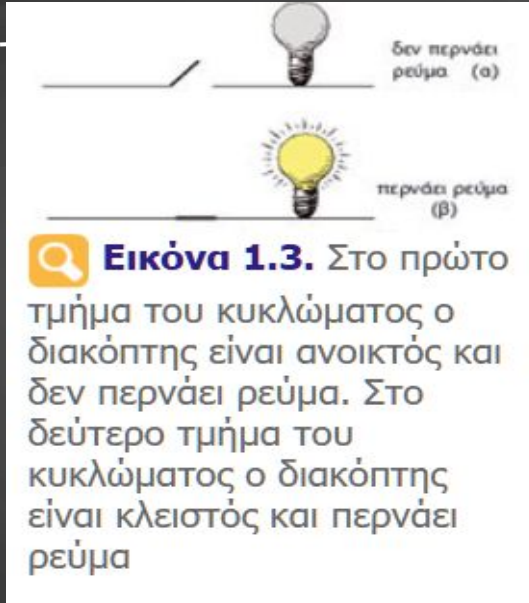 δεν περνάει
ρεύμα (α)
περνάει ρεύμα
(β)
Εικόνα 1.3. Στο πρώτο
τμήμα του κυκλώματος ο
διακόπτης είναι ανοικτός και
δεν περνάει ρεύμα. Στο
δεύτερο τμήμα του
κυκλώματος ο διακόπτης
είναι κλειστός και περνάει
ρεύμα